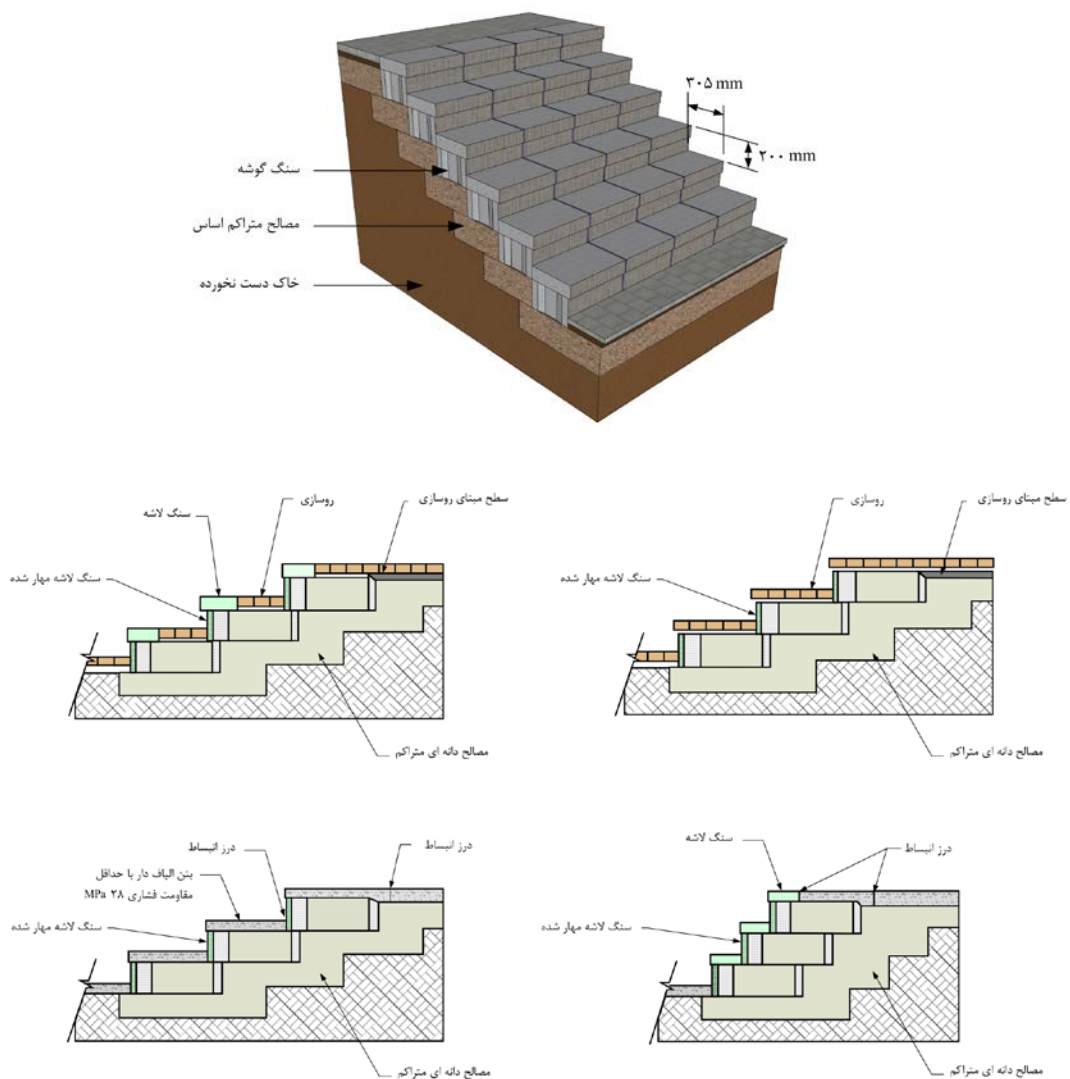 ۳۰۵ mm
۲۰۰ mm
سنگ گوشه
مصالح متراکم اساس
خاک دست نخورده
سطح مبنای روسازی
روسازی
سنگ لاشه
سنگ لاشه مهار شده
مصالح دانه ای متراکم
سطح مبنای روسازی
روسازی
سنگ لاشه مهار شده
مصالح دانه ای متراکم
درز انبساط
درز انبساط
بتن الیاف دار با حداقل
مقاومت فشاری ۲۸ MPa
سنگ لاشه مهار شده
مصالح دانه ای متراکم
سنگ لاشه
درز انبساط
سنگ لاشه مهار شده
مصالح دانه ای متراکم